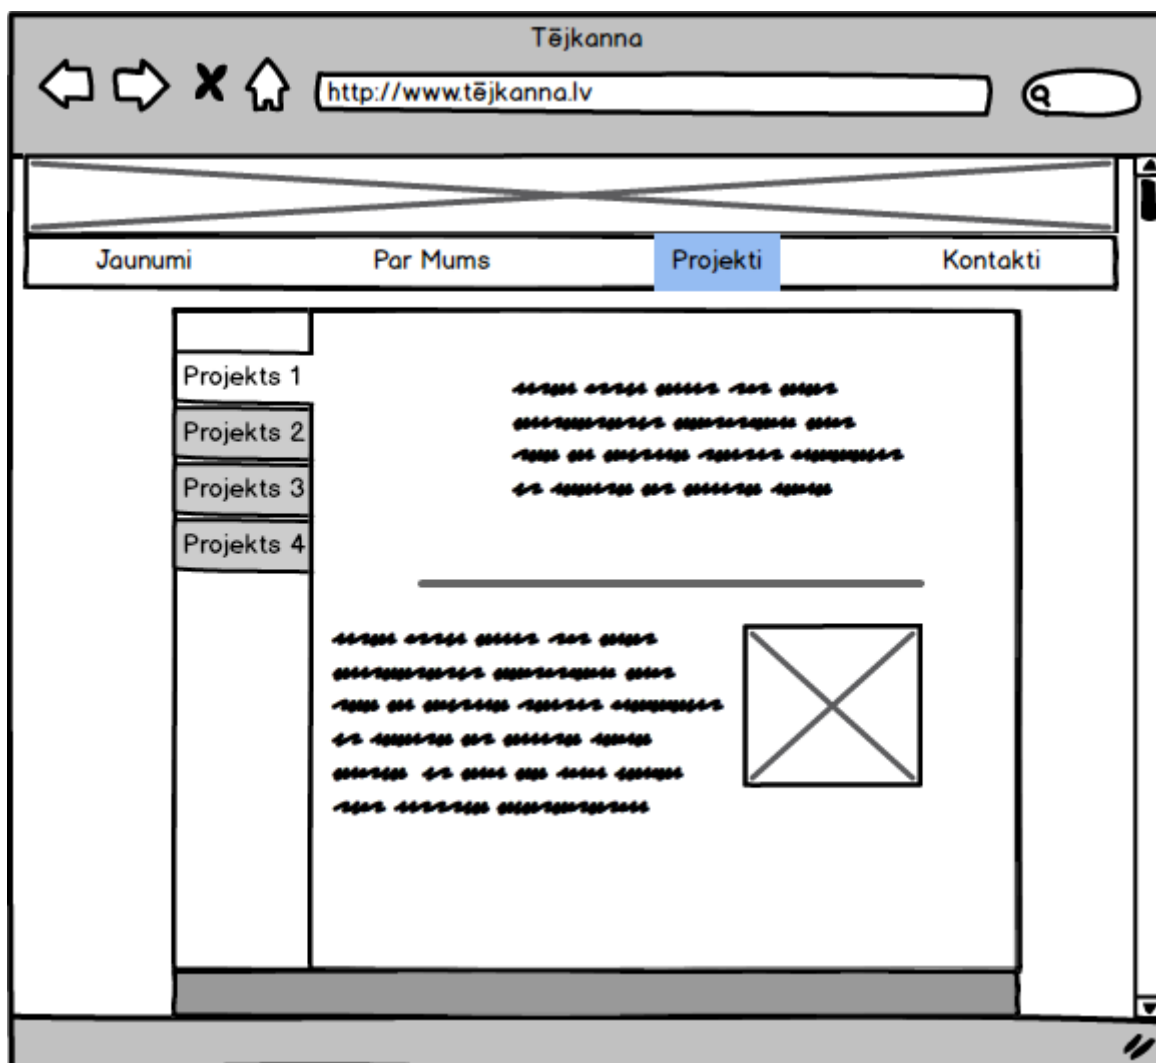 Tējkanna
http://www.tējkanna.lv
Jaunumi Par Mums Projekti Kontakti
Projekts 1
Projekts 2
Projekts 3
Projekts 4